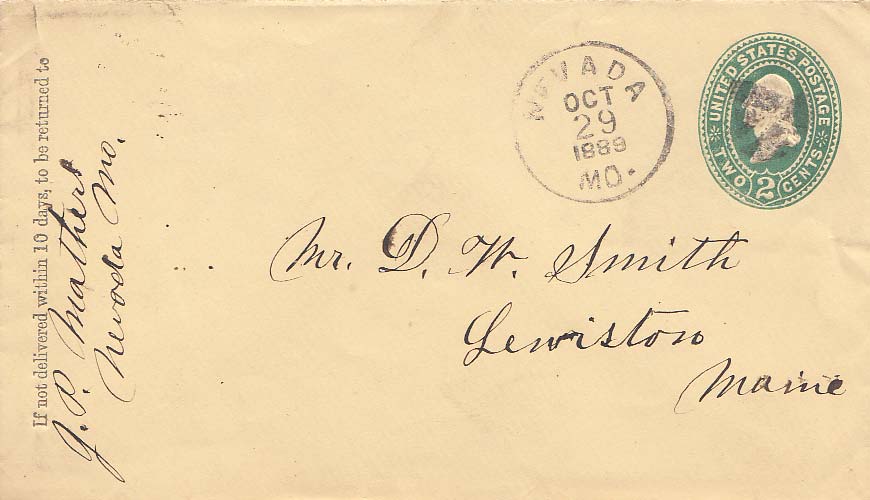 If not delivered within 10 days, to be returned to
J. P. Mathers
Nevada Mo.
NEVADA
OCT
29
1889
MO.
UNITED STATES POSTAGE
TWO 2 CENTS
Mr. D. W. Smith
Lewiston
Maine